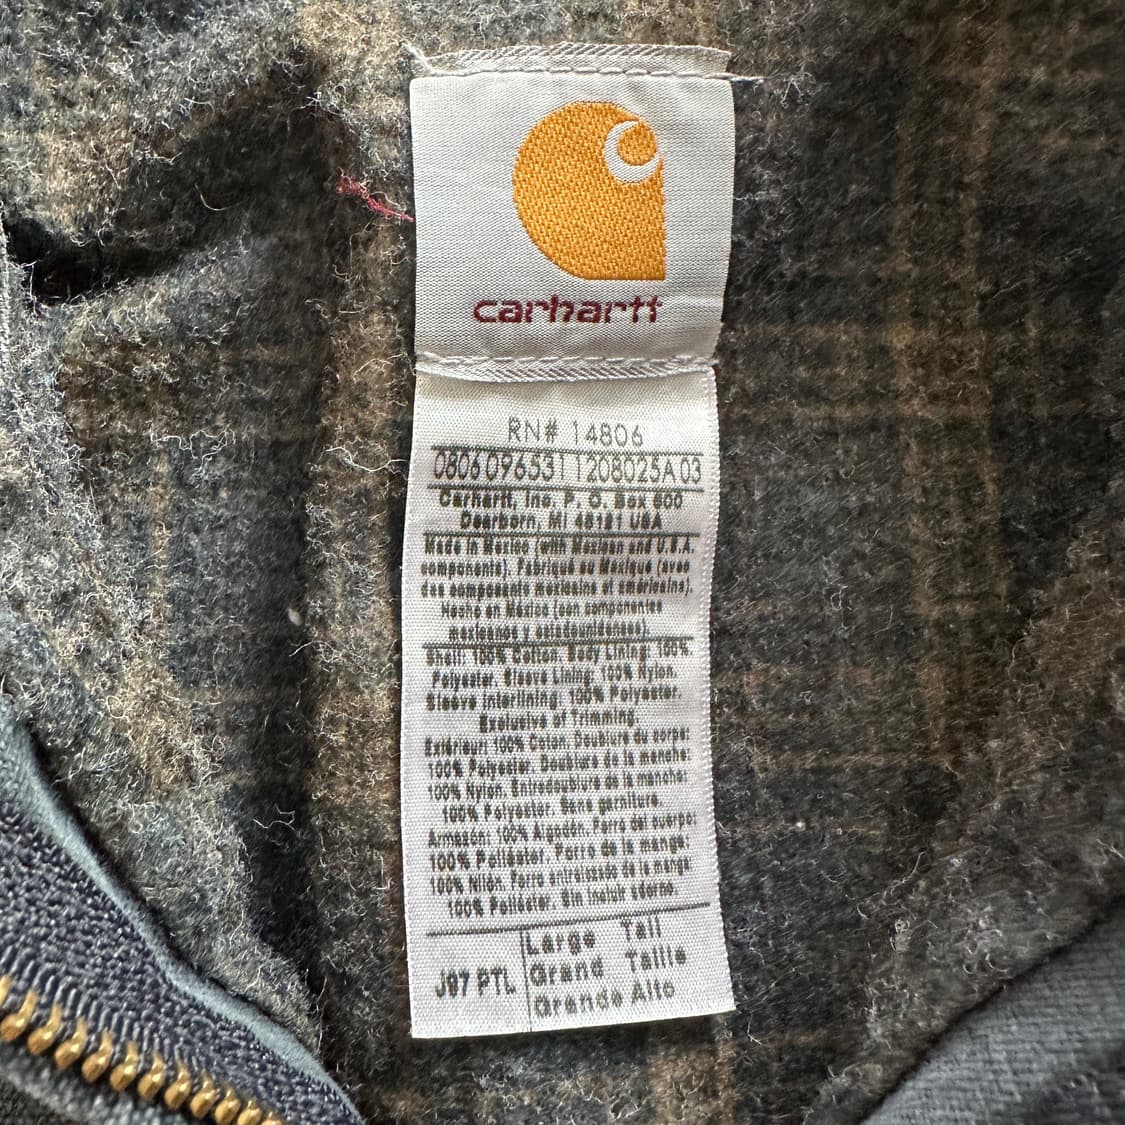 carhartt
RN# 14806
0806096531 1208025A03
Carhartt, Inc. P. O. Box 600
Dearborn, MI 48121 USA
Made in Mexico (with Mexican and U.S.A.
components). Fabriqué au Mexique (avec
des composants mexicains et américains).
Hecho en México (con componentes
mexicanos y estadounidenses).
Shell: 100% Cotton. Body Lining: 100%
Polyester. Sleeve Lining: 100% Nylon.
Sleeve Interlining 100% Polyester.
Exclusive of Trimming.
Extérieur: 100% Coton. Doublure du corps:
100% Polyester. Doublure de la manche:
100% Nylon. Entredoublure de la manche:
100% Polyester. Sans garniture.
Armazón: 100% Algodón. Forro del cuerpo:
100% Poliéster. Forro de la manga:
100% Nilón. Forro entrelazado de la manga
100% Poliéster. Sin incluir adorno.
J97 PTL
Large Tall
Grand Taille
Grande Alto